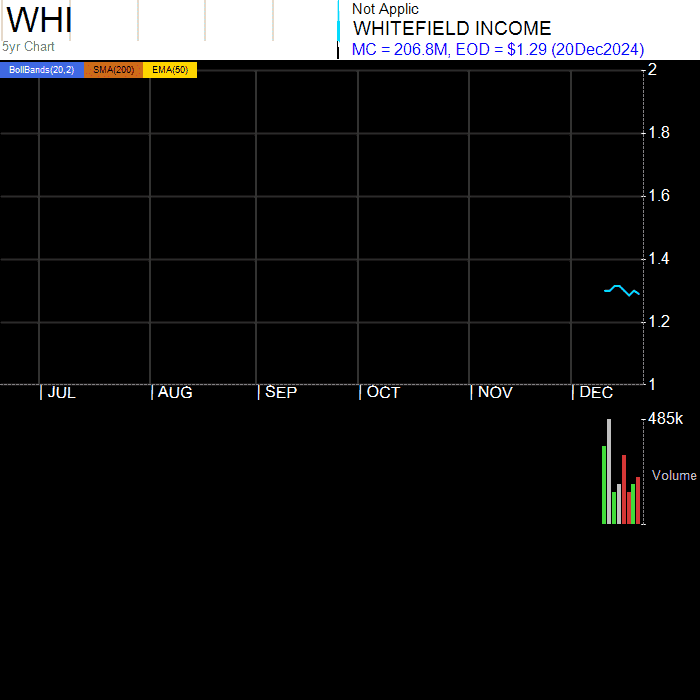 WHI
5yr Chart
Not Applic
WHITEFIELD INCOME
MC = 206.8M, EOD = $1.29 (20Dec2024)
BollBands(20,2) SMA(200) EMA(50)
2
1.8
1.6
1.4
1.2
1
| JUL | AUG | SEP | OCT | NOV | DEC
485k
Volume